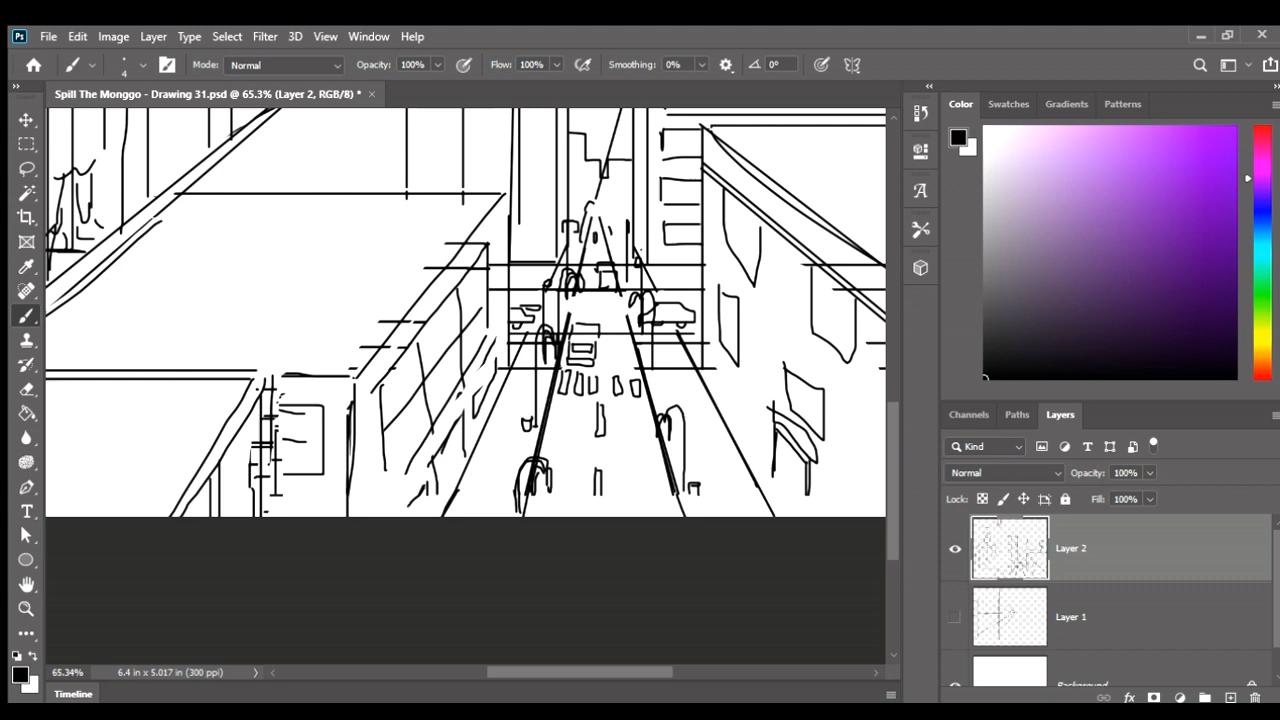 Ps File Edit Image Layer Type Select Filter 3D View Window Help
4 Mode: Normal Opacity: 100% Flow: 100% Smoothing: 0% 0°
Spill The Monggo - Drawing 31.psd @ 65.3% (Layer 2, RGB/8) *
Color Swatches Gradients Patterns
Channels Paths Layers
Kind
Normal Opacity: 100%
Lock: Fill: 100%
Layer 2
Layer 1
Background
65.34% 6.4 in x 5.017 in (300 ppi)
Timeline